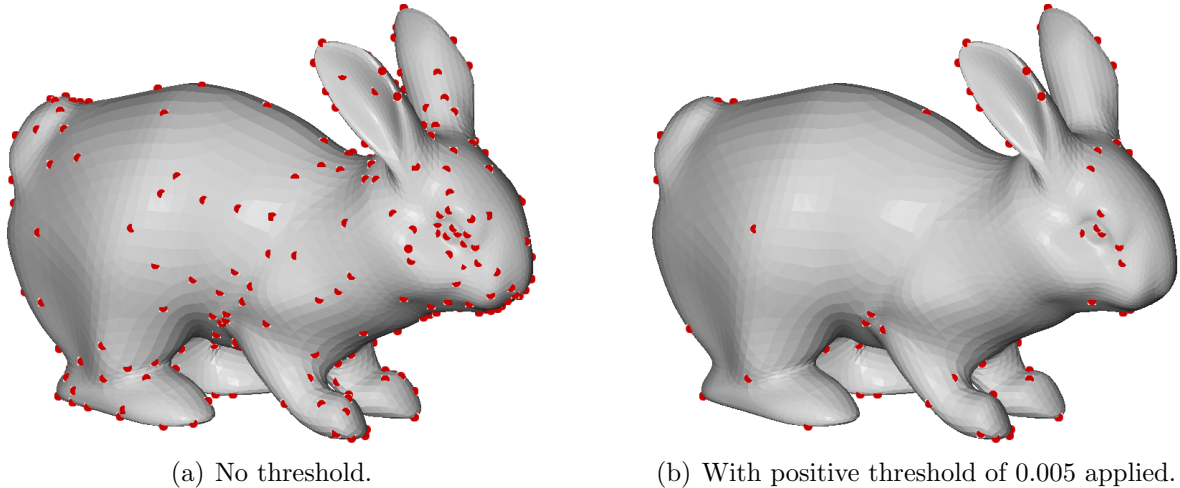 (a) No threshold.
(b) With positive threshold of 0.005 applied.